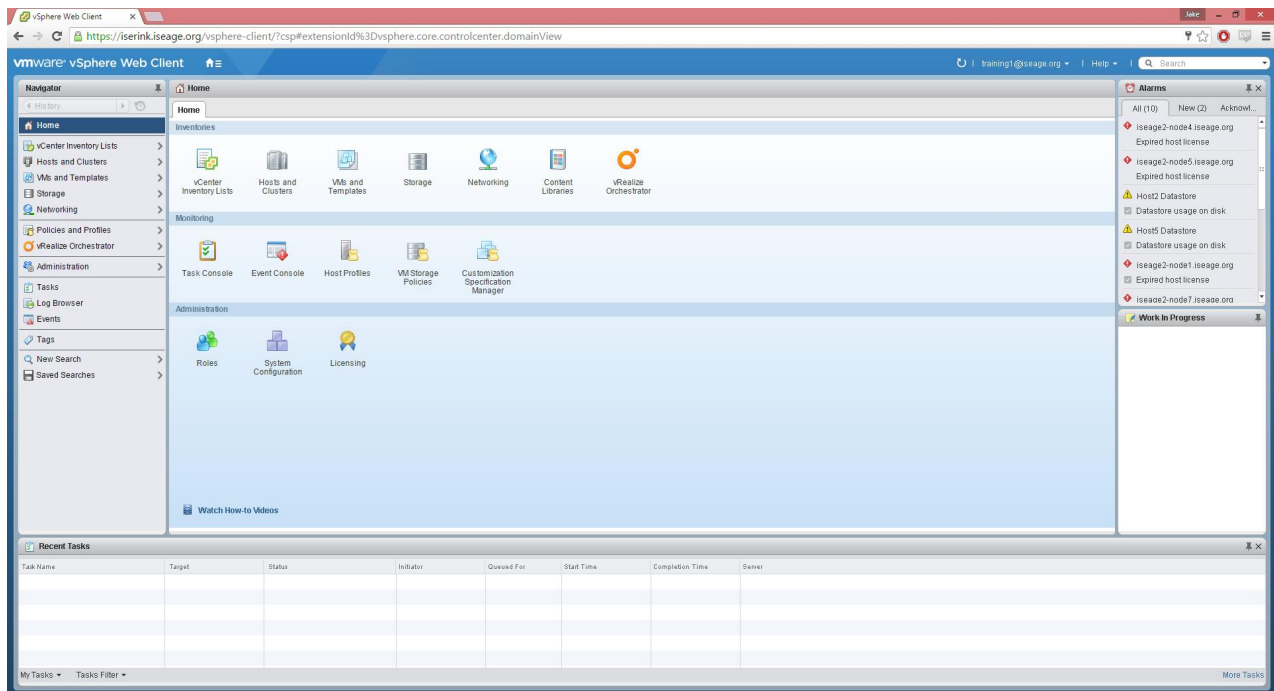 vSphere Web Client
Jake
https://iserink.iseage.org/vsphere-client/?csp#extensionId%3Dvsphere.core.controlcenter.domainView
vmware® vSphere Web Client
training1@iseage.org
Help
Search
Navigator
History
Home
vCenter Inventory Lists
Hosts and Clusters
VMs and Templates
Storage
Networking
Policies and Profiles
vRealize Orchestrator
Administration
Tasks
Log Browser
Events
Tags
New Search
Saved Searches
Home
Home
Inventories
vCenter
Inventory Lists
Hosts and
Clusters
VMs and
Templates
Storage
Networking
Content
Libraries
vRealize
Orchestrator
Monitoring
Task Console
Event Console
Host Profiles
VM Storage
Policies
Customization
Specification
Manager
Administration
Roles
System
Configuration
Licensing
Watch How-to Videos
Alarms
All (10) New (2) Acknowl...
iseage2-node4.iseage.org
Expired host license
iseage2-node5.iseage.org
Expired host license
Host2 Datastore
Datastore usage on disk
Host5 Datastore
Datastore usage on disk
iseage2-node1.iseage.org
Expired host license
iseage2-node7.iseage.org
Work In Progress
Recent Tasks
Task Name Target Status Initiator Queued For Start Time Completion Time Server
My Tasks Tasks Filter More Tasks